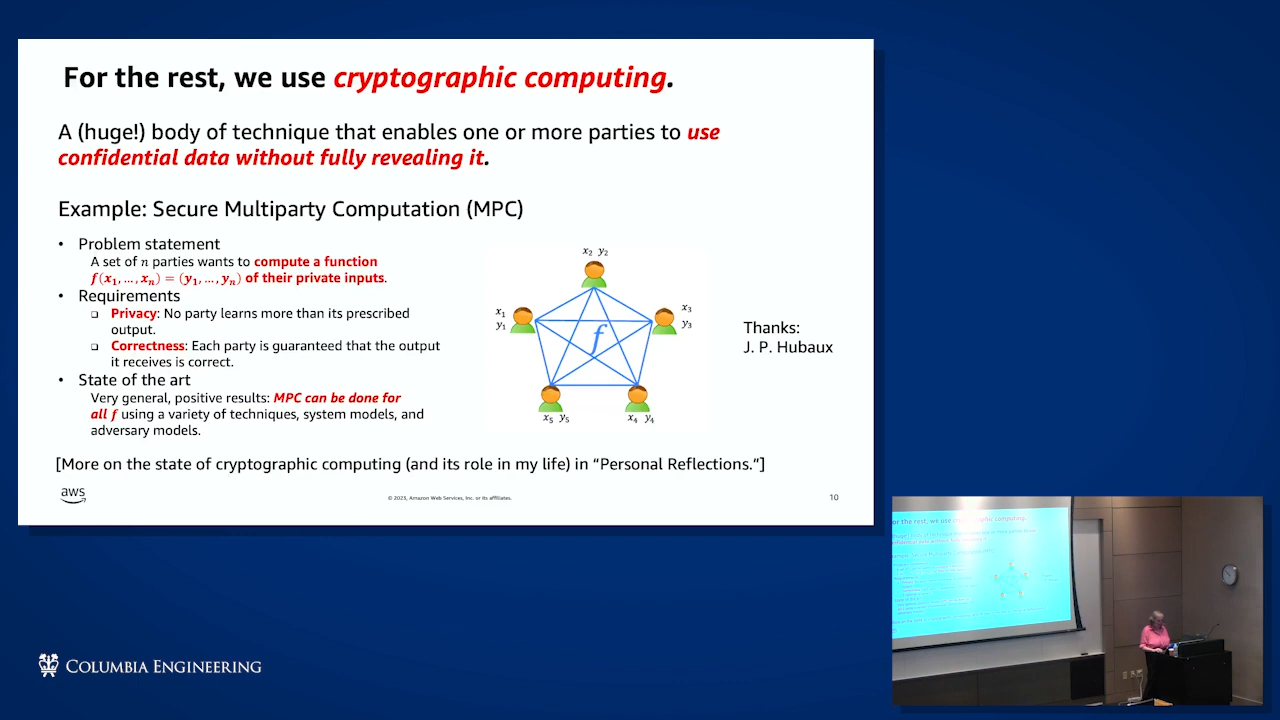 For the rest, we use cryptographic computing.
A (huge!) body of technique that enables one or more parties to use
confidential data without fully revealing it.
Example: Secure Multiparty Computation (MPC)
• Problem statement
A set of n parties wants to compute a function
f(x₁, …, xₙ) = (y₁, …, yₙ) of their private inputs.
• Requirements
❑ Privacy: No party learns more than its prescribed
output.
❑ Correctness: Each party is guaranteed that the output
it receives is correct.
• State of the art
Very general, positive results: MPC can be done for
all f using a variety of techniques, system models, and
adversary models.
x₂ y₂
x₁
y₁
x₃
y₃
f
x₅ y₅
x₄ y₄
Thanks:
J. P. Hubaux
[More on the state of cryptographic computing (and its role in my life) in “Personal Reflections.”]
aws
© 2023, Amazon Web Services, Inc. or its affiliates.
10
COLUMBIA ENGINEERING